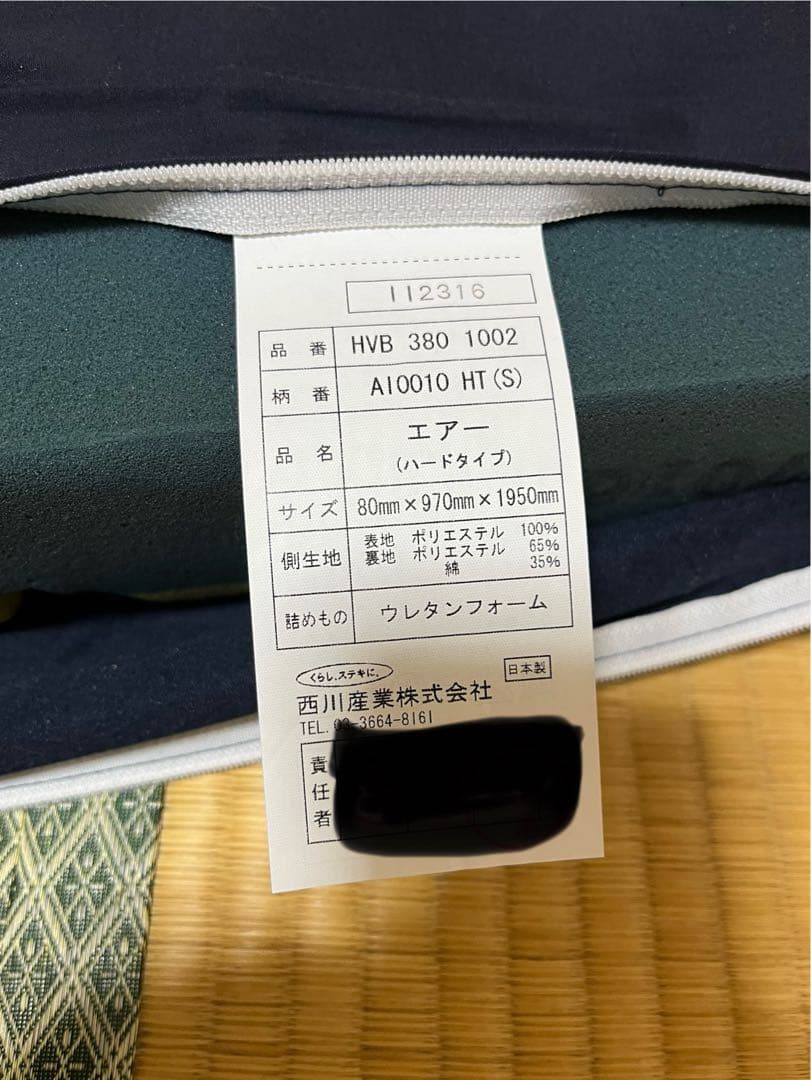 112316
品番 HVB 380 1002
柄番 AI0010 HT(S)
品名 エアー
(ハードタイプ)
サイズ 80mm×970mm×1950mm
側生地 表地 ポリエステル 100%
裏地 ポリエステル 65%
綿 35%
詰めもの ウレタンフォーム
くらし、ステキに。
日本製
西川産業株式会社
TEL. 03-3664-8161
責任者